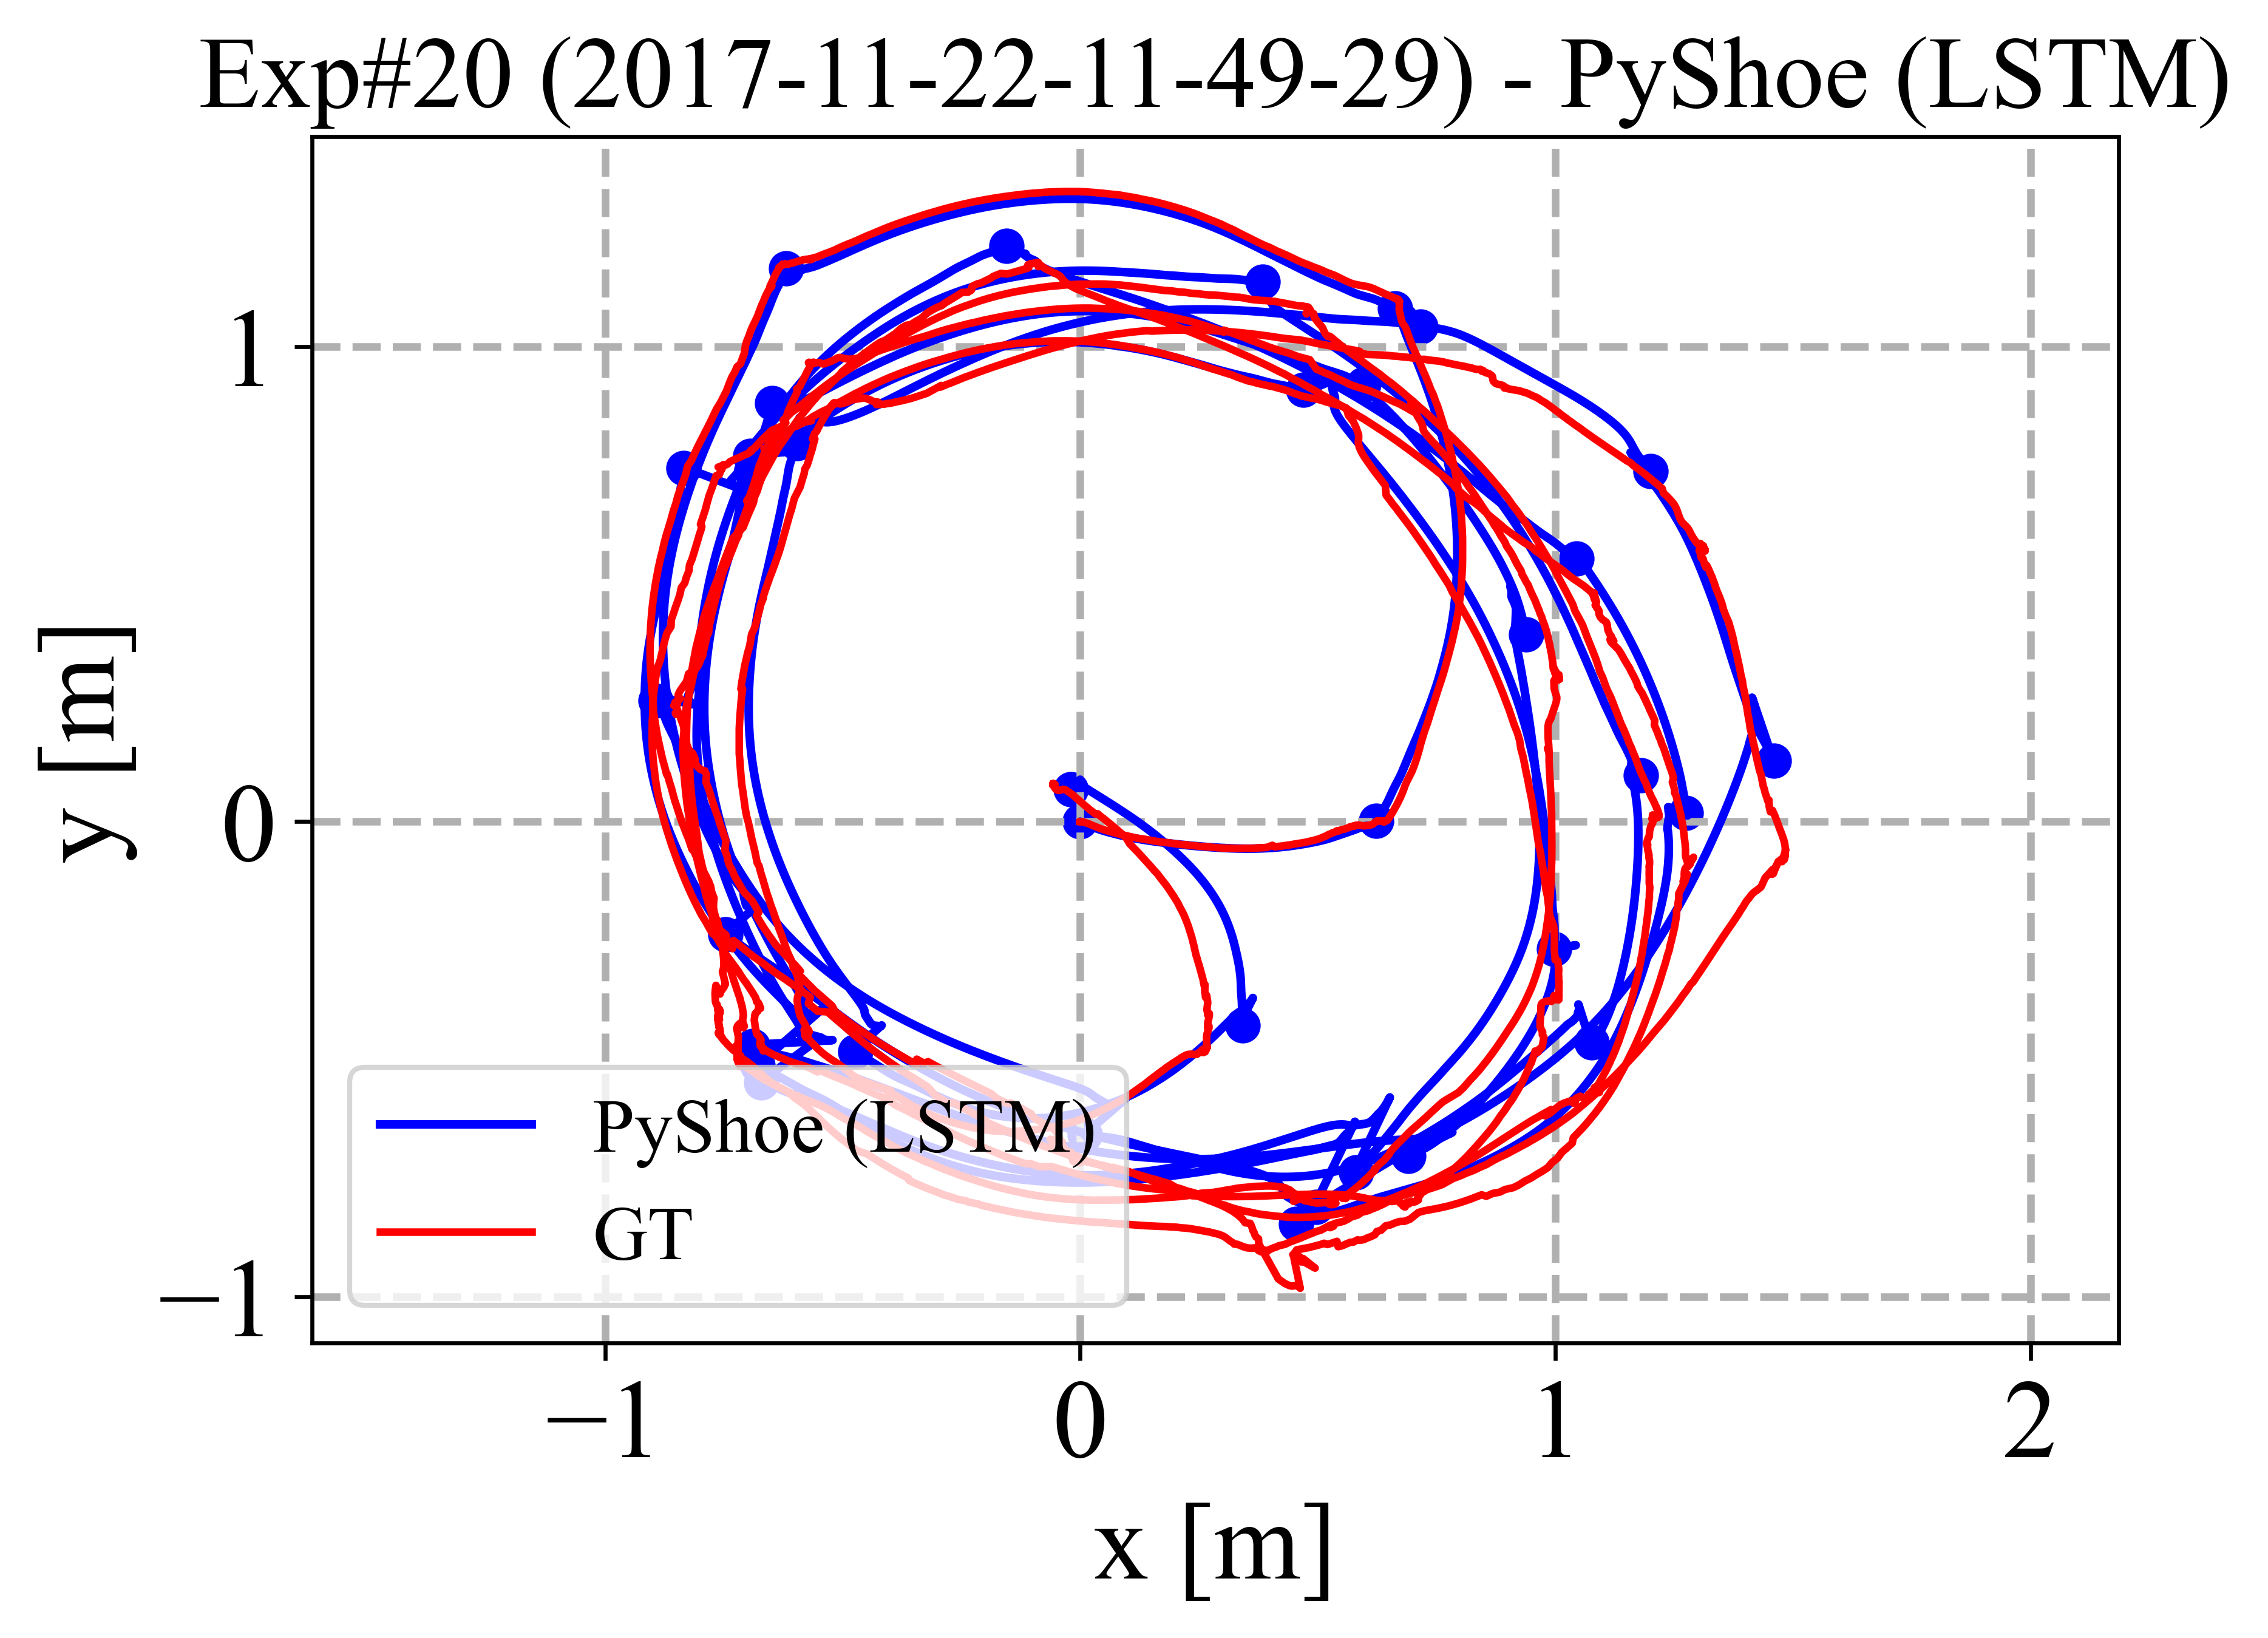 Exp#20 (2017-11-22-11-49-29) - PyShoe (LSTM)
y [m]
1
0
−1
PyShoe (LSTM)
GT
−1
0
1
2
x [m]